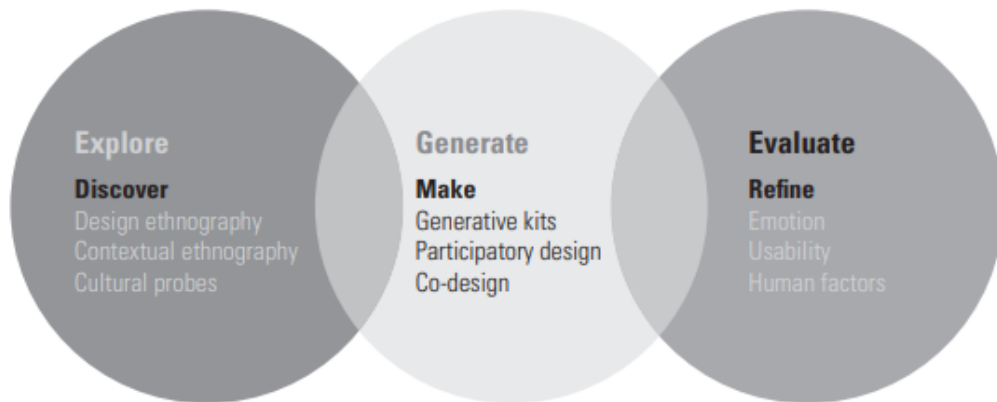 Explore
Discover
Design ethnography
Contextual ethnography
Cultural probes
Generate
Make
Generative kits
Participatory design
Co-design
Evaluate
Refine
Emotion
Usability
Human factors